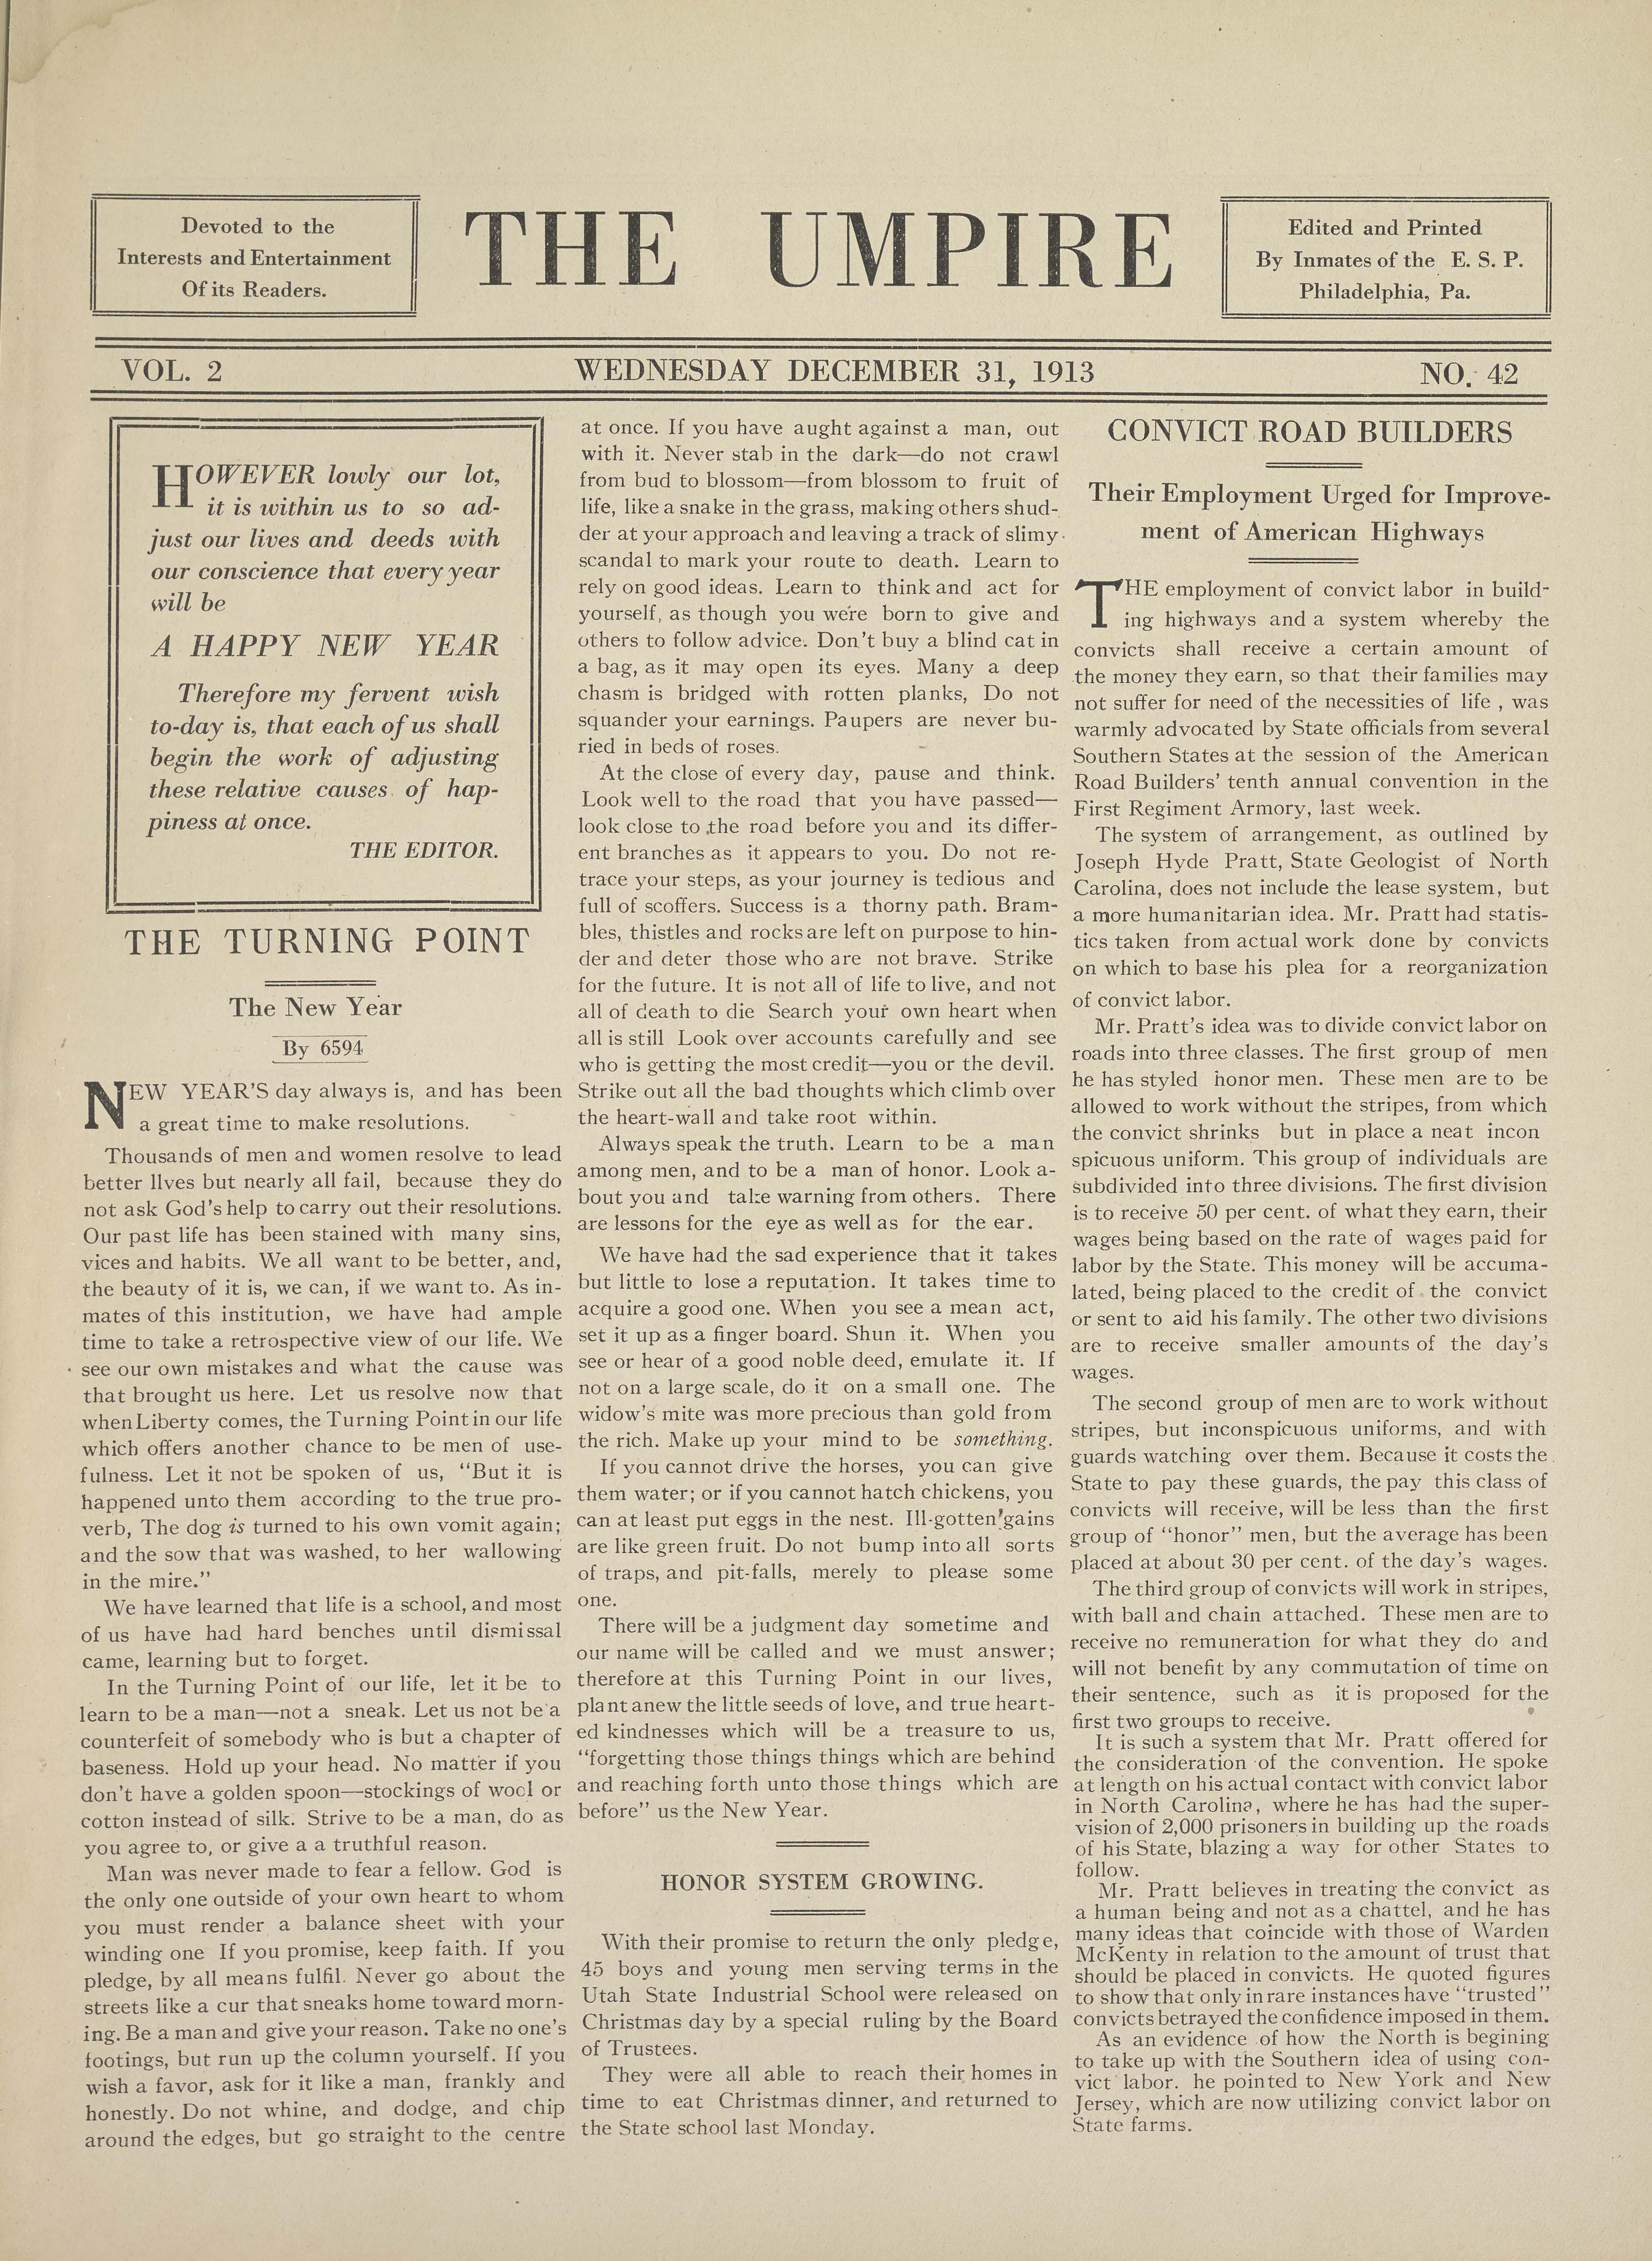 Devoted to the
Interests and Entertainment
Of its Readers.
THE UMPIRE
Edited and Printed
By Inmates of the E. S. P.
Philadelphia, Pa.
VOL. 2
WEDNESDAY DECEMBER 31, 1913
NO. 42
HOWEVER lowly our lot,
it is within us to so ad-
just our lives and deeds with
our conscience that every year
will be
A HAPPY NEW YEAR
Therefore my fervent wish
to-day is, that each of us shall
begin the work of adjusting
these relative causes of hap-
piness at once.
THE EDITOR.
THE TURNING POINT
The New Year
By 6594
NEW YEAR'S day always is, and has been
a great time to make resolutions.
Thousands of men and women resolve to lead
better llves but nearly all fail, because they do
not ask God's help to carry out their resolutions.
Our past life has been stained with many sins,
vices and habits. We all want to be better, and,
the beauty of it is, we can, if we want to. As in-
mates of this institution, we have had ample
time to take a retrospective view of our life. We
see our own mistakes and what the cause was
that brought us here. Let us resolve now that
when Liberty comes, the Turning Point in our life
which offers another chance to be men of use-
fulness. Let it not be spoken of us, "But it is
happened unto them according to the true pro-
verb, The dog is turned to his own vomit again;
and the sow that was washed, to her wallowing
in the mire."
We have learned that life is a school, and most
of us have had hard benches until dismissal
came, learning but to forget.
In the Turning Point of our life, let it be to
learn to be a man—not a sneak. Let us not be a
counterfeit of somebody who is but a chapter of
baseness. Hold up your head. No matter if you
don't have a golden spoon—stockings of wool or
cotton instead of silk. Strive to be a man, do as
you agree to, or give a a truthful reason.
Man was never made to fear a fellow. God is
the only one outside of your own heart to whom
you must render a balance sheet with your
winding one If you promise, keep faith. If you
pledge, by all means fulfil. Never go about the
streets like a cur that sneaks home toward morn-
ing. Be a man and give your reason. Take no one's
footings, but run up the column yourself. If you
wish a favor, ask for it like a man, frankly and
honestly. Do not whine, and dodge, and chip
around the edges, but go straight to the centre
at once. If you have aught against a man, out
with it. Never stab in the dark—do not crawl
from bud to blossom—from blossom to fruit of
life, like a snake in the grass, making others shud-
der at your approach and leaving a track of slimy
scandal to mark your route to death. Learn to
rely on good ideas. Learn to think and act for
yourself, as though you were born to give and
others to follow advice. Don't buy a blind cat in
a bag, as it may open its eyes. Many a deep
chasm is bridged with rotten planks, Do not
squander your earnings. Paupers are never bu-
ried in beds of roses.
At the close of every day, pause and think.
Look well to the road that you have passed—
look close to the road before you and its differ-
ent branches as it appears to you. Do not re-
trace your steps, as your journey is tedious and
full of scoffers. Success is a thorny path. Bram-
bles, thistles and rocks are left on purpose to hin-
der and deter those who are not brave. Strike
for the future. It is not all of life to live, and not
all of death to die Search your own heart when
all is still Look over accounts carefully and see
who is getting the most credit—you or the devil.
Strike out all the bad thoughts which climb over
the heart-wall and take root within.
Always speak the truth. Learn to be a man
among men, and to be a man of honor. Look a-
bout you and take warning from others. There
are lessons for the eye as well as for the ear.
We have had the sad experience that it takes
but little to lose a reputation. It takes time to
acquire a good one. When you see a mean act,
set it up as a finger board. Shun it. When you
see or hear of a good noble deed, emulate it. If
not on a large scale, do it on a small one. The
widow's mite was more precious than gold from
the rich. Make up your mind to be something.
If you cannot drive the horses, you can give
them water; or if you cannot hatch chickens, you
can at least put eggs in the nest. Ill-gotten gains
are like green fruit. Do not bump into all sorts
of traps, and pit-falls, merely to please some
one.
There will be a judgment day sometime and
our name will be called and we must answer;
therefore at this Turning Point in our lives,
plant anew the little seeds of love, and true heart-
ed kindnesses which will be a treasure to us,
"forgetting those things things which are behind
and reaching forth unto those things which are
before" us the New Year.
HONOR SYSTEM GROWING.
With their promise to return the only pledge,
45 boys and young men serving terms in the
Utah State Industrial School were released on
Christmas day by a special ruling by the Board
of Trustees.
They were all able to reach their homes in
time to eat Christmas dinner, and returned to
the State school last Monday.
CONVICT ROAD BUILDERS
Their Employment Urged for Improve-
ment of American Highways
THE employment of convict labor in build-
ing highways and a system whereby the
convicts shall receive a certain amount of
the money they earn, so that their families may
not suffer for need of the necessities of life , was
warmly advocated by State officials from several
Southern States at the session of the American
Road Builders' tenth annual convention in the
First Regiment Armory, last week.
The system of arrangement, as outlined by
Joseph Hyde Pratt, State Geologist of North
Carolina, does not include the lease system, but
a more humanitarian idea. Mr. Pratt had statis-
tics taken from actual work done by convicts
on which to base his plea for a reorganization
of convict labor.
Mr. Pratt's idea was to divide convict labor on
roads into three classes. The first group of men
he has styled honor men. These men are to be
allowed to work without the stripes, from which
the convict shrinks but in place a neat incon
spicuous uniform. This group of individuals are
subdivided into three divisions. The first division
is to receive 50 per cent. of what they earn, their
wages being based on the rate of wages paid for
labor by the State. This money will be accuma-
lated, being placed to the credit of the convict
or sent to aid his family. The other two divisions
are to receive smaller amounts of the day's
wages.
The second group of men are to work without
stripes, but inconspicuous uniforms, and with
guards watching over them. Because it costs the
State to pay these guards, the pay this class of
convicts will receive, will be less than the first
group of "honor" men, but the average has been
placed at about 30 per cent. of the day's wages.
The third group of convicts will work in stripes,
with ball and chain attached. These men are to
receive no remuneration for what they do and
will not benefit by any commutation of time on
their sentence, such as it is proposed for the
first two groups to receive.
It is such a system that Mr. Pratt offered for
the consideration of the convention. He spoke
at length on his actual contact with convict labor
in North Carolina, where he has had the super-
vision of 2,000 prisoners in building up the roads
of his State, blazing a way for other States to
follow.
Mr. Pratt believes in treating the convict as
a human being and not as a chattel, and he has
many ideas that coincide with those of Warden
McKenty in relation to the amount of trust that
should be placed in convicts. He quoted figures
to show that only in rare instances have "trusted"
convicts betrayed the confidence imposed in them.
As an evidence of how the North is begining
to take up with the Southern idea of using con-
vict labor. he pointed to New York and New
Jersey, which are now utilizing convict labor on
State farms.